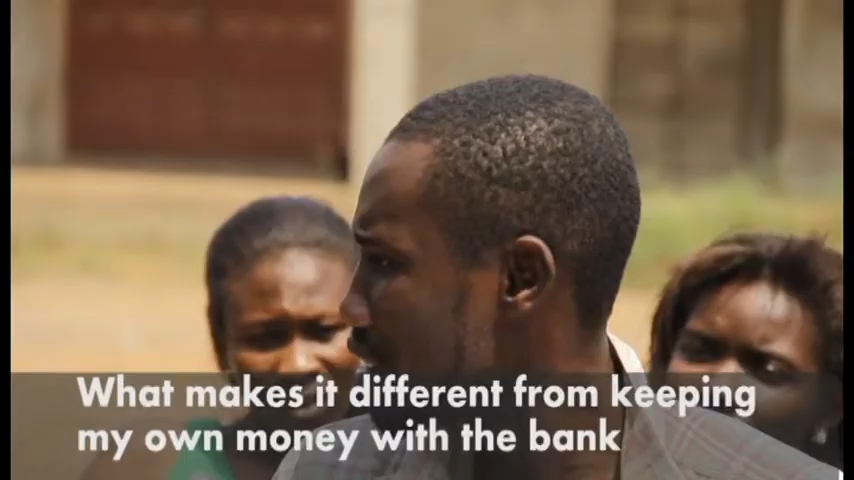 What makes it different from keeping
my own money with the bank